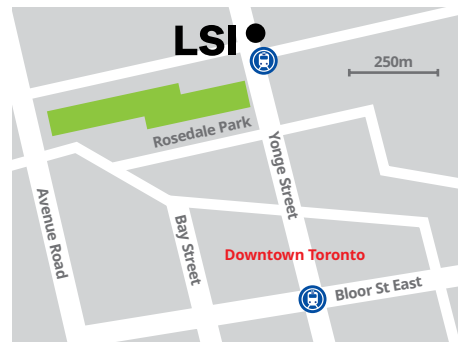 LSI
250m
Rosedale Park
Yonge Street
Avenue Road
Bay Street
Downtown Toronto
Bloor St East